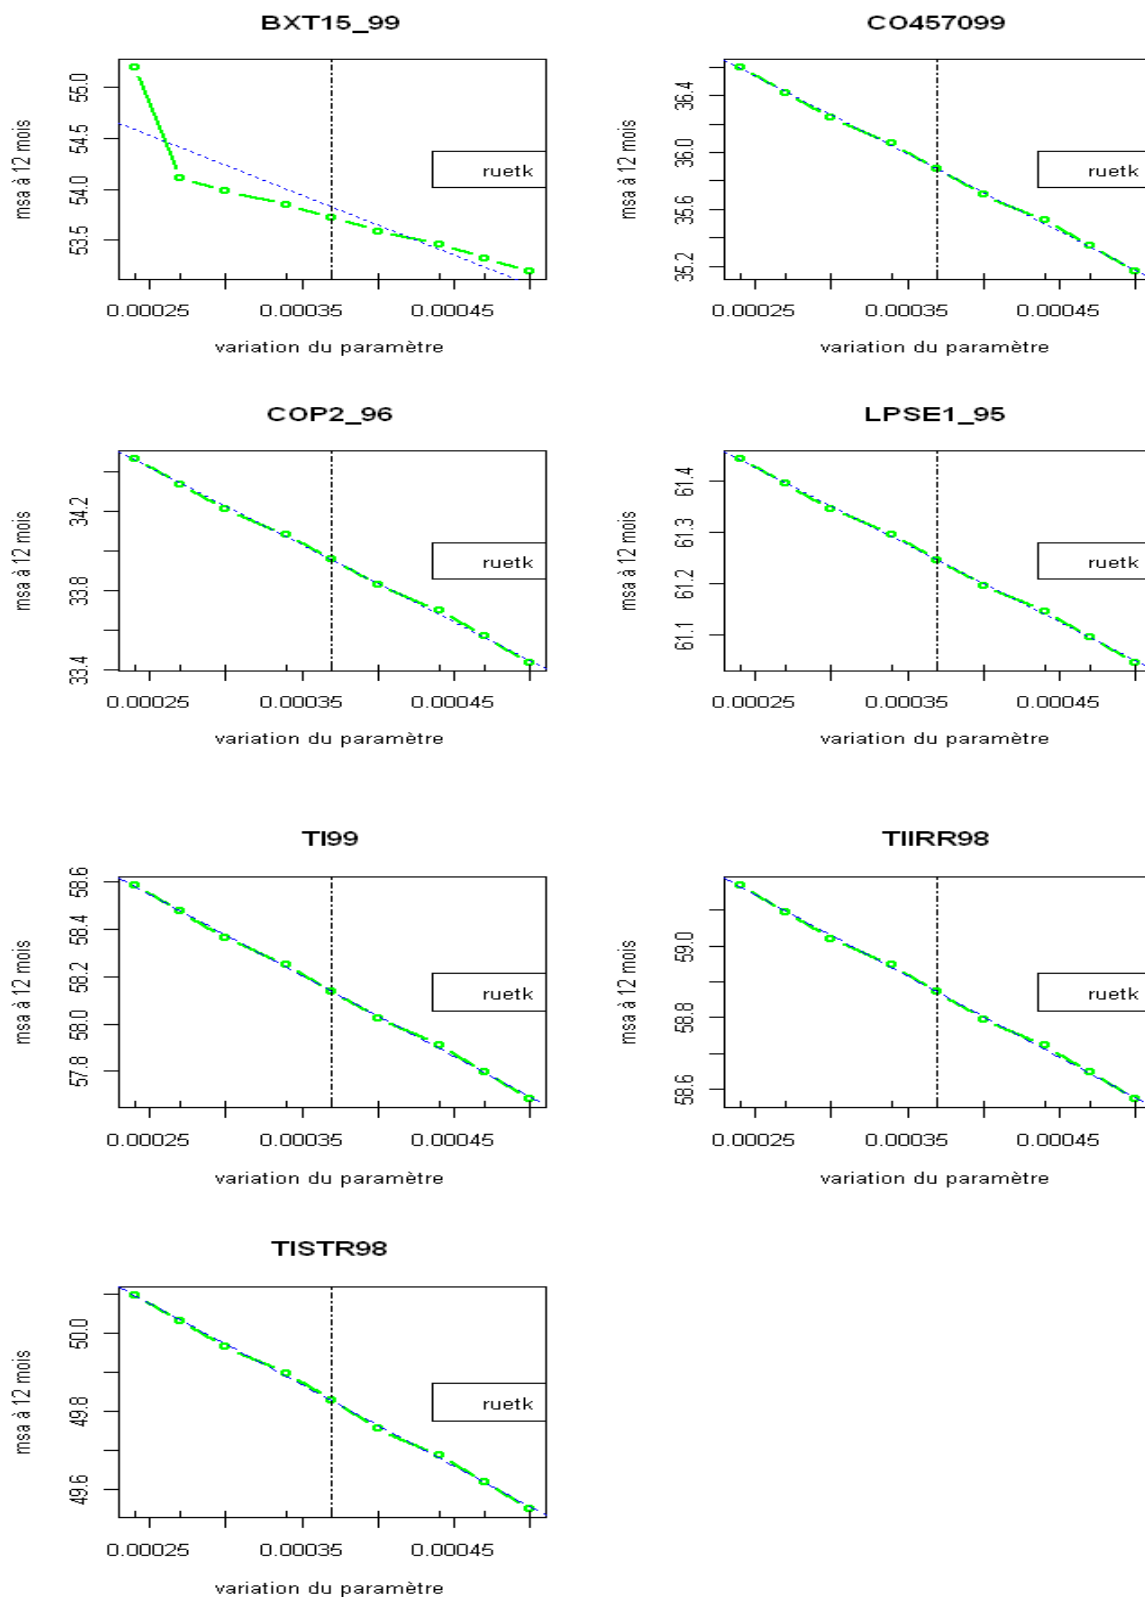 BXT15_99
msa à 12 mois
55.0
54.5
54.0
53.5
ruetk
0.00025 0.00035 0.00045
variation du paramètre
CO457099
msa à 12 mois
36.4
36.0
35.6
35.2
ruetk
0.00025 0.00035 0.00045
variation du paramètre
COP2_96
msa à 12 mois
34.2
33.8
33.4
ruetk
0.00025 0.00035 0.00045
variation du paramètre
LPSE1_95
msa à 12 mois
61.4
61.3
61.2
61.1
ruetk
0.00025 0.00035 0.00045
variation du paramètre
TI99
msa à 12 mois
58.6
58.4
58.2
58.0
57.8
ruetk
0.00025 0.00035 0.00045
variation du paramètre
TIIRR98
msa à 12 mois
59.0
58.8
58.6
ruetk
0.00025 0.00035 0.00045
variation du paramètre
TISTR98
msa à 12 mois
50.0
49.8
49.6
ruetk
0.00025 0.00035 0.00045
variation du paramètre